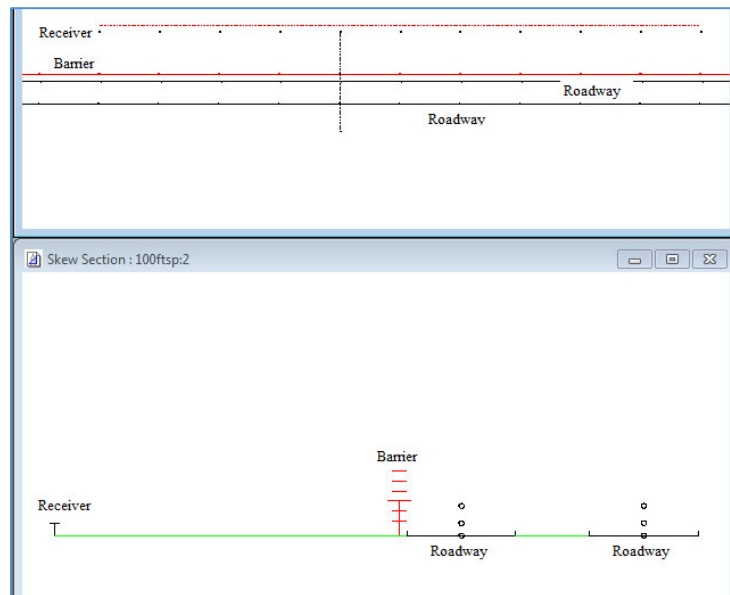 Receiver
Barrier
Roadway
Roadway
Skew Section : 100ftsp:2
Barrier
Receiver
Roadway
Roadway